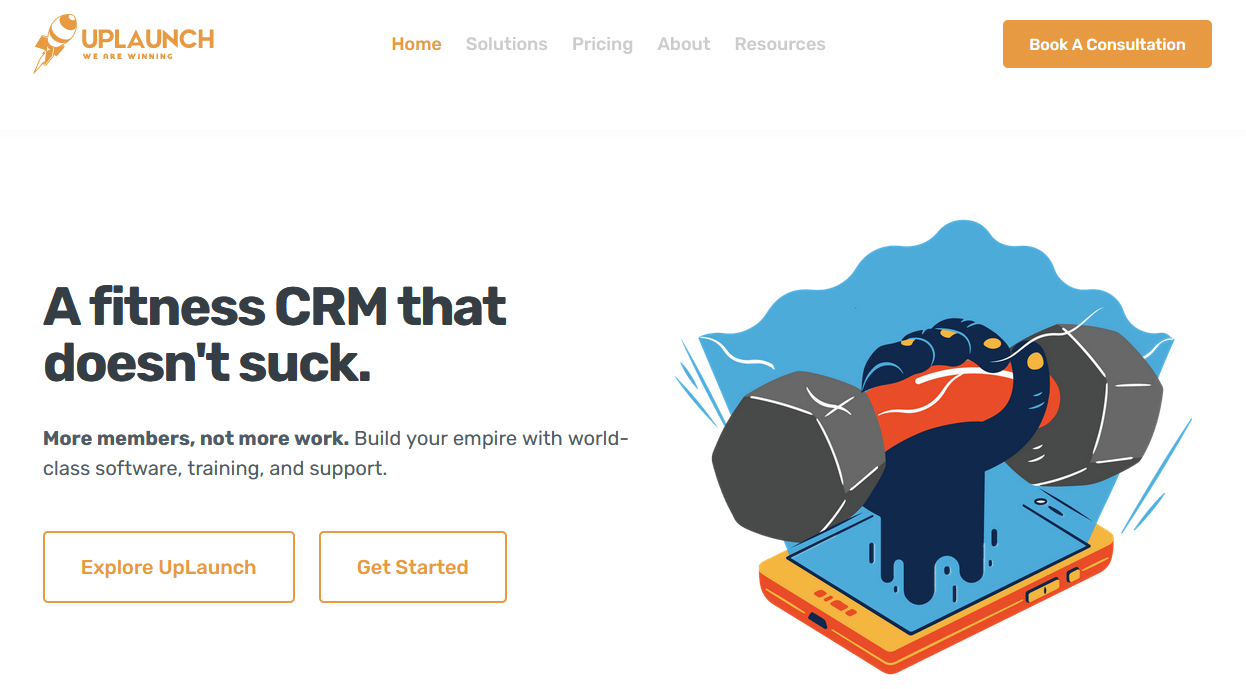 UPLAUNCH
WE ARE WINNING
Home Solutions Pricing About Resources
Book A Consultation
A fitness CRM that
doesn't suck.
More members, not more work. Build your empire with world-
class software, training, and support.
Explore UpLaunch
Get Started